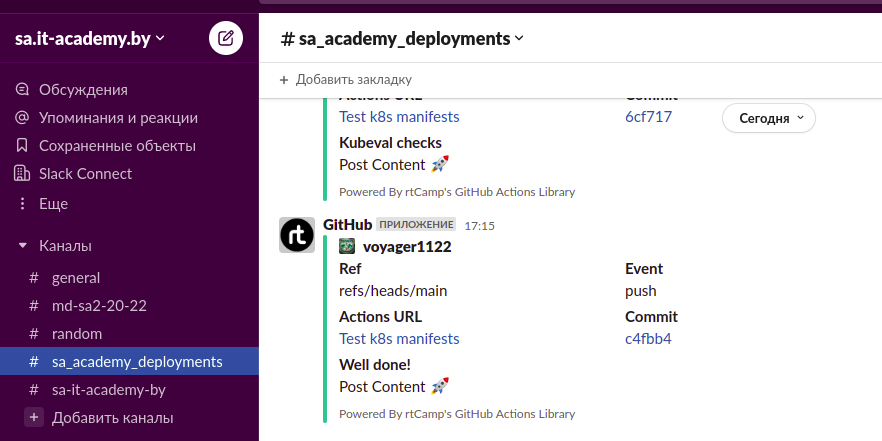 sa.it-academy.by
Обсуждения
Упоминания и реакции
Сохраненные объекты
Slack Connect
Еще
Каналы
# general
# md-sa2-20-22
# random
# sa_academy_deployments
# sa-it-academy-by
+ Добавить каналы
# sa_academy_deployments
+ Добавить закладку
Actions URL Commit
Test k8s manifests 6cf717
Сегодня
Kubeval checks
Post Content 🚀
Powered By rtCamp's GitHub Actions Library
rt
GitHub ПРИЛОЖЕНИЕ 17:15
voyager1122
Ref Event
refs/heads/main push
Actions URL Commit
Test k8s manifests c4fbb4
Well done!
Post Content 🚀
Powered By rtCamp's GitHub Actions Library